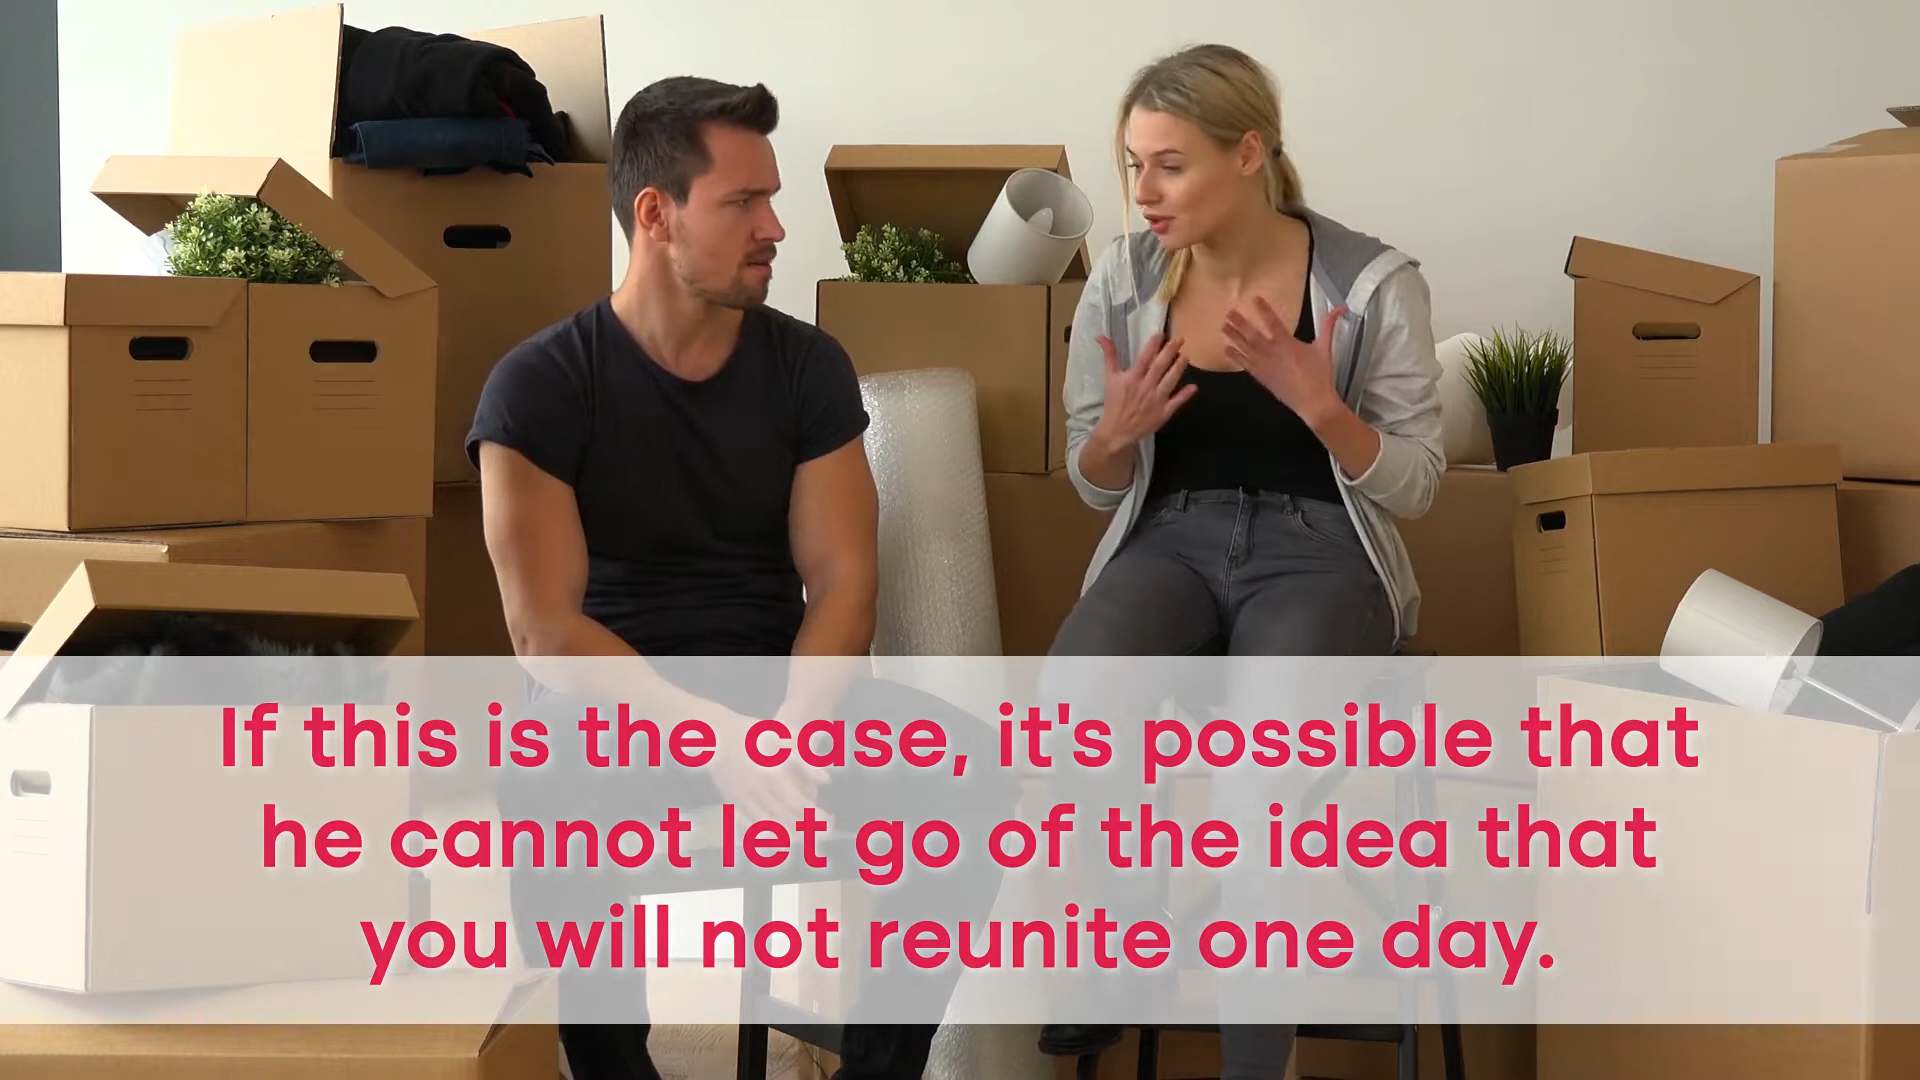 If this is the case, it's possible that
he cannot let go of the idea that
you will not reunite one day.